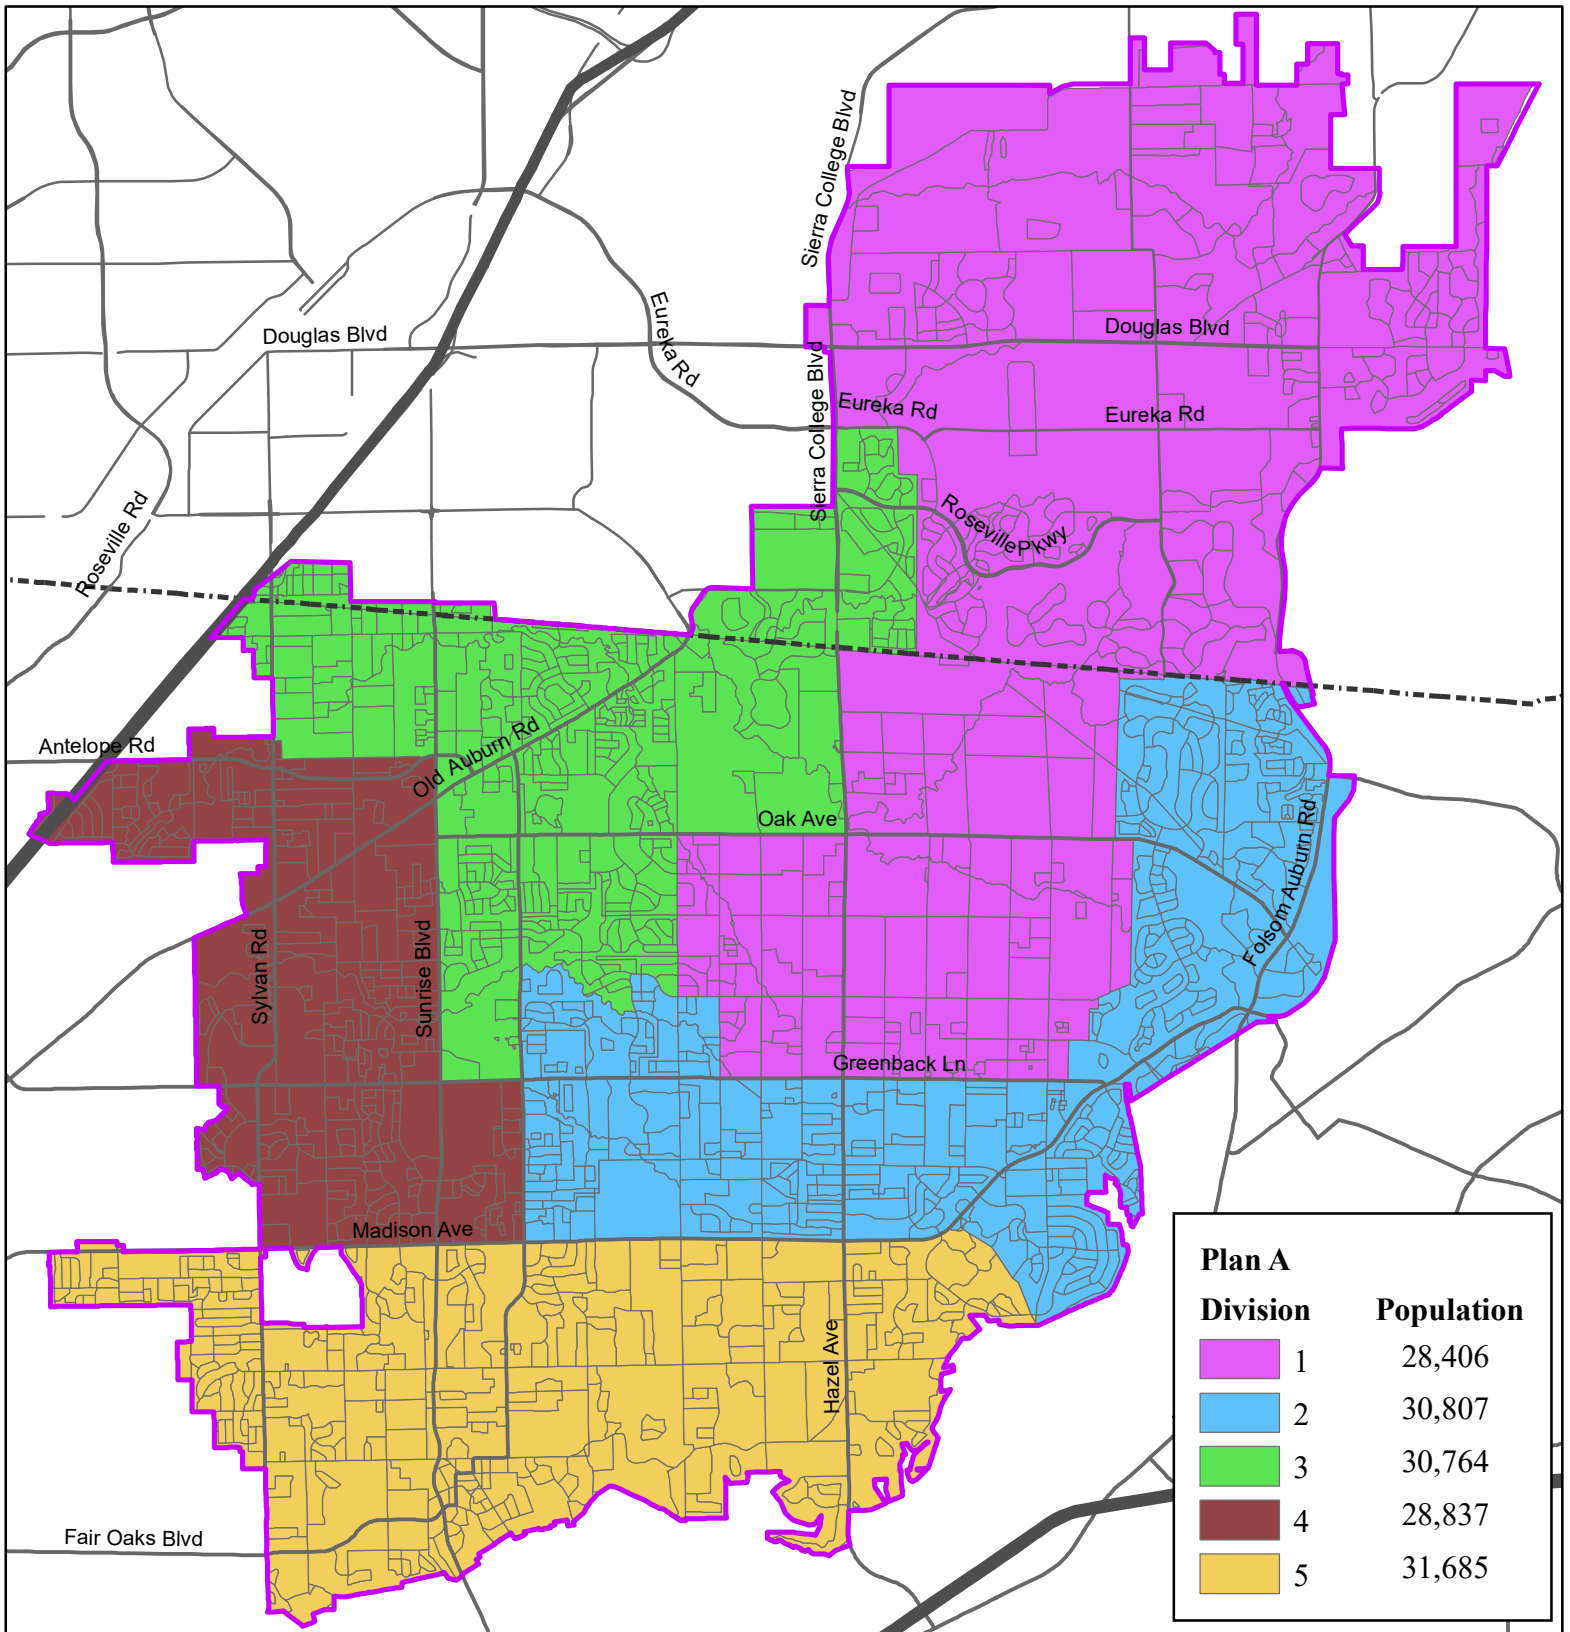 Sierra College Blvd
Eureka Rd
Douglas Blvd
Douglas Blvd
Sierra College Blvd
Eureka Rd
Eureka Rd
Roseville Rd
Roseville Pkwy
Antelope Rd
Old Auburn Rd
Oak Ave
Folsom Auburn Rd
Sylvan Rd
Sunrise Blvd
Greenback Ln
Madison Ave
Hazel Ave
Fair Oaks Blvd
Plan A
Division Population
1 28,406
2 30,807
3 30,764
4 28,837
5 31,685